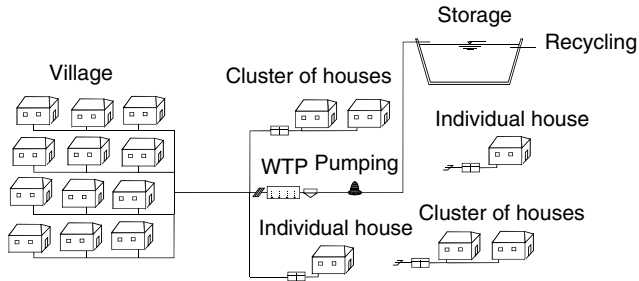 Storage
Recycling
Village
Cluster of houses
Individual house
WTP Pumping
Individual house
Cluster of houses